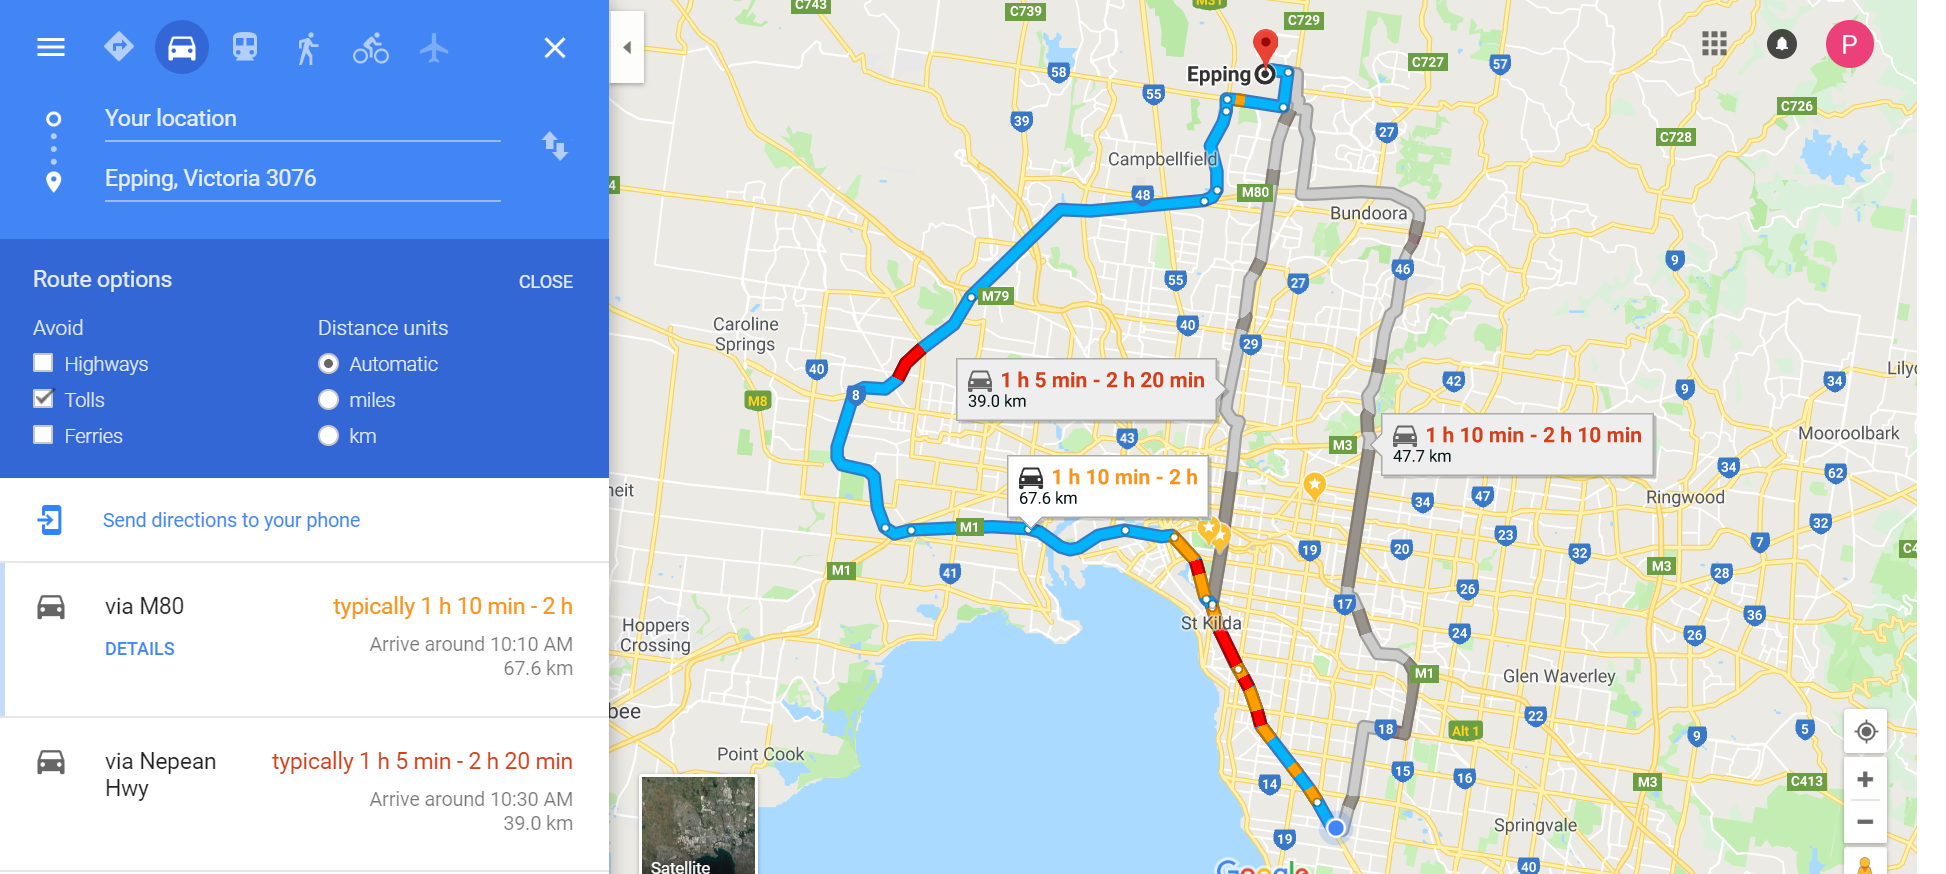 Your location
Epping, Victoria 3076
Route options
CLOSE
Avoid
Distance units
Highways
Automatic
Tolls
miles
Ferries
km
Send directions to your phone
via M80
typically 1 h 10 min - 2 h
DETAILS
Arrive around 10:10 AM
67.6 km
via Nepean
Hwy
typically 1 h 5 min - 2 h 20 min
Arrive around 10:30 AM
39.0 km
C743
C739
M31
C729
P
C727
57
58
55
Epping
C726
39
27
C728
Campbellfield
4
48
M80
Bundoora
9
46
55
27
M79
Caroline
Springs
40
29
40
1 h 5 min - 2 h 20 min
39.0 km
42
9
34
8
M8
43
M3
1 h 10 min - 2 h 10 min
47.7 km
Mooroolbark
1 h 10 min - 2 h
67.6 km
34
62
Ringwood
34
47
M1
19
20
23
32
32
7
M1
41
M3
28
26
17
36
St Kilda
24
26
Hoppers
Crossing
M1
Glen Waverley
22
18
Alt 1
9
5
Point Cook
15
16
14
M3
C413
Springvale
19
40
Satellite
Google